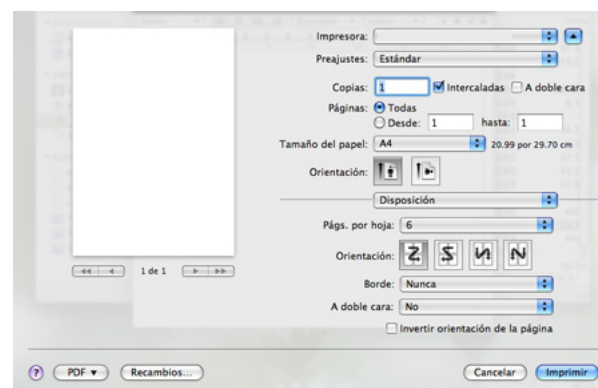 Impresora:
Preajustes: Estándar
Copias: 1 Intercaladas A doble cara
Páginas: Todas
Desde: 1 hasta: 1
Tamaño del papel: A4 20.99 por 29.70 cm
Orientación:
Disposición
Págs. por hoja: 6
Orientación:
Borde: Nunca
A doble cara: No
Invertir orientación de la página
1 de 1
? PDF Recambios... Cancelar Imprimir